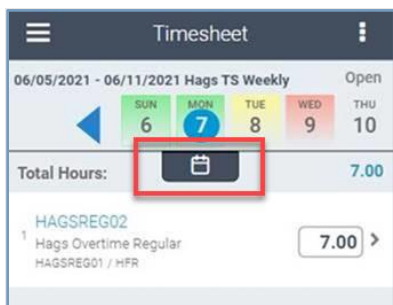 Timesheet
06/05/2021 - 06/11/2021 Hags TS Weekly Open
SUN MON TUE WED THU
6 7 8 9 10
Total Hours: 7.00
1 HAGSREG02
Hags Overtime Regular 7.00 >
HAGSREG01 / HFR